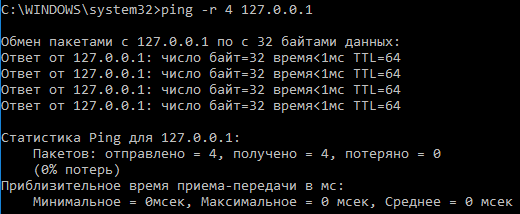 C:\WINDOWS\system32>ping -r 4 127.0.0.1
Обмен пакетами с 127.0.0.1 по с 32 байтами данных:
Ответ от 127.0.0.1: число байт=32 время<1мс TTL=64
Ответ от 127.0.0.1: число байт=32 время<1мс TTL=64
Ответ от 127.0.0.1: число байт=32 время<1мс TTL=64
Ответ от 127.0.0.1: число байт=32 время<1мс TTL=64
Статистика Ping для 127.0.0.1:
Пакетов: отправлено = 4, получено = 4, потеряно = 0
(0% потерь)
Приблизительное время приема-передачи в мс:
Минимальное = 0мсек, Максимальное = 0 мсек, Среднее = 0 мсек